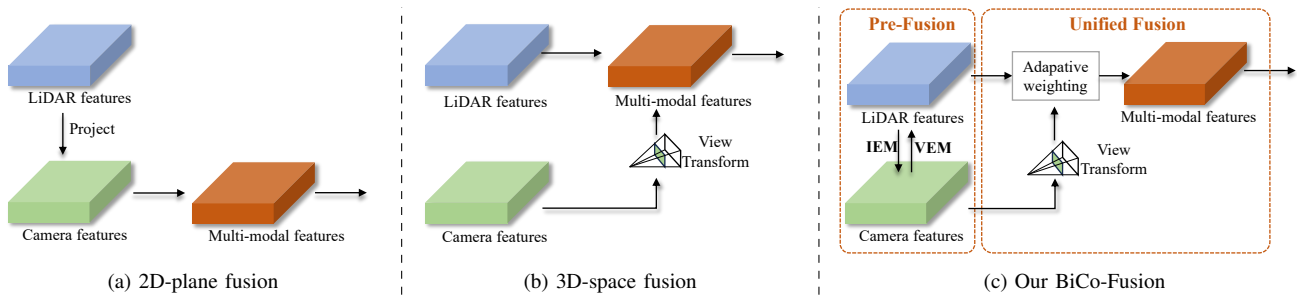 LiDAR features
Project
Camera features
Multi-modal features
(a) 2D-plane fusion
LiDAR features
Multi-modal features
View
Transform
Camera features
(b) 3D-space fusion
Pre-Fusion
Unified Fusion
LiDAR features
Adapative
weighting
Multi-modal features
IEM
VEM
View
Transform
Camera features
(c) Our BiCo-Fusion